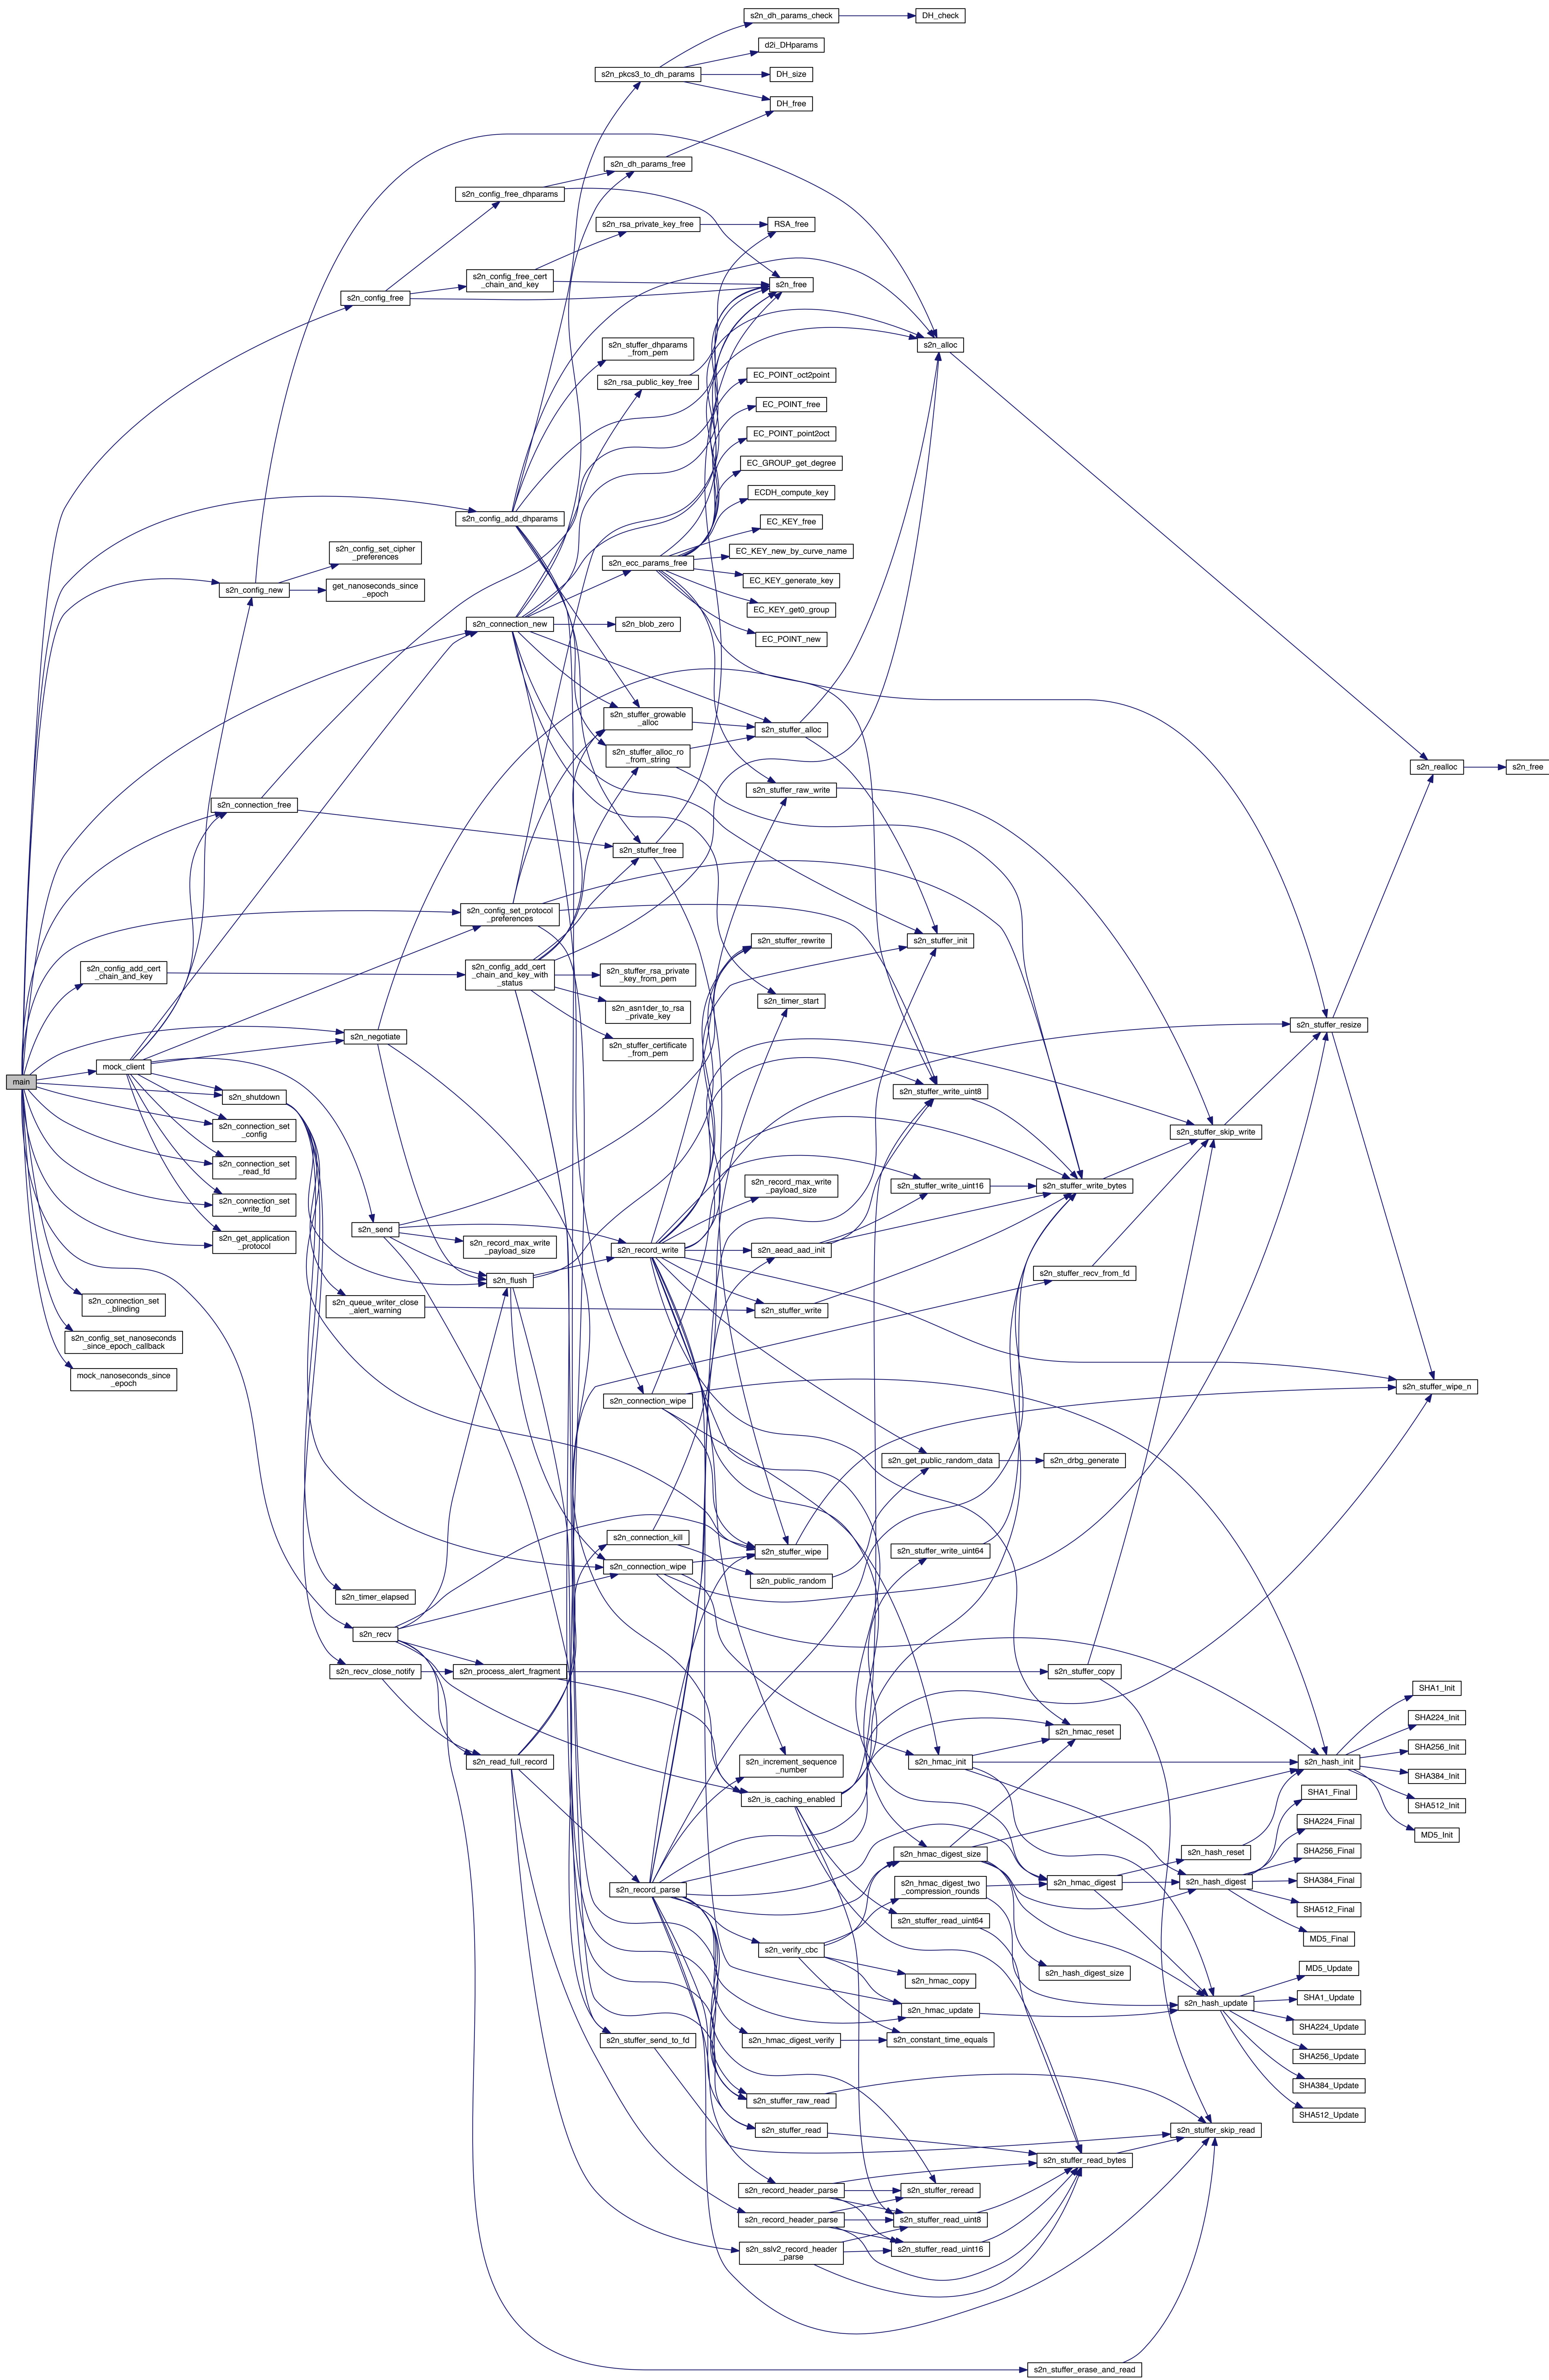 s2n_dh_params_check
DH_check
d2i_DHparams
s2n_pkcs3_to_dh_params
DH_size
DH_free
s2n_dh_params_free
s2n_config_free_dhparams
s2n_rsa_private_key_free
RSA_free
s2n_config_free_cert
_chain_and_key
s2n_free
s2n_config_free
s2n_stuffer_dhparams
_from_pem
s2n_alloc
s2n_rsa_public_key_free
EC_POINT_oct2point
EC_POINT_free
EC_POINT_point2oct
EC_GROUP_get_degree
ECDH_compute_key
s2n_config_add_dhparams
EC_KEY_free
s2n_config_set_cipher
_preferences
EC_KEY_new_by_curve_name
s2n_ecc_params_free
EC_KEY_generate_key
s2n_config_new
get_nanoseconds_since
_epoch
EC_KEY_get0_group
s2n_connection_new
s2n_blob_zero
EC_POINT_new
s2n_stuffer_growable
_alloc
s2n_stuffer_alloc
s2n_stuffer_alloc_ro
_from_string
s2n_realloc
s2n_free
s2n_stuffer_raw_write
s2n_connection_free
s2n_stuffer_free
s2n_config_set_protocol
_preferences
s2n_stuffer_rewrite
s2n_stuffer_init
s2n_config_add_cert
_chain_and_key
s2n_config_add_cert
_chain_and_key_with
_status
s2n_stuffer_rsa_private
_key_from_pem
s2n_timer_start
s2n_asn1der_to_rsa
_private_key
s2n_stuffer_resize
s2n_negotiate
s2n_stuffer_certificate
_from_pem
mock_client
main
s2n_shutdown
s2n_stuffer_write_uint8
s2n_connection_set
_config
s2n_stuffer_skip_write
s2n_connection_set
_read_fd
s2n_record_max_write
_payload_size
s2n_stuffer_write_uint16
s2n_stuffer_write_bytes
s2n_connection_set
_write_fd
s2n_send
s2n_get_application
_protocol
s2n_record_max_write
_payload_size
s2n_record_write
s2n_aead_aad_init
s2n_stuffer_recv_from_fd
s2n_flush
s2n_connection_set
_blinding
s2n_queue_writer_close
_alert_warning
s2n_stuffer_write
s2n_config_set_nanoseconds
_since_epoch_callback
mock_nanoseconds_since
_epoch
s2n_stuffer_wipe_n
s2n_connection_wipe
s2n_get_public_random_data
s2n_drbg_generate
s2n_connection_kill
s2n_stuffer_wipe
s2n_stuffer_write_uint64
s2n_connection_wipe
s2n_public_random
s2n_timer_elapsed
s2n_recv
s2n_recv_close_notify
s2n_process_alert_fragment
s2n_stuffer_copy
SHA1_Init
SHA224_Init
s2n_hmac_reset
SHA256_Init
s2n_read_full_record
s2n_increment_sequence
_number
s2n_hmac_init
s2n_hash_init
SHA384_Init
s2n_is_caching_enabled
SHA1_Final
SHA512_Init
SHA224_Final
MD5_Init
s2n_hmac_digest_size
s2n_hash_reset
SHA256_Final
s2n_record_parse
s2n_hmac_digest_two
_compression_rounds
s2n_hmac_digest
s2n_hash_digest
SHA384_Final
SHA512_Final
s2n_stuffer_read_uint64
MD5_Final
s2n_verify_cbc
s2n_hash_digest_size
MD5_Update
s2n_hmac_copy
SHA1_Update
s2n_hash_update
s2n_hmac_update
SHA224_Update
s2n_stuffer_send_to_fd
s2n_hmac_digest_verify
s2n_constant_time_equals
SHA256_Update
SHA384_Update
s2n_stuffer_raw_read
SHA512_Update
s2n_stuffer_read
s2n_stuffer_skip_read
s2n_stuffer_read_bytes
s2n_record_header_parse
s2n_stuffer_reread
s2n_record_header_parse
s2n_stuffer_read_uint8
s2n_sslv2_record_header
_parse
s2n_stuffer_read_uint16
s2n_stuffer_erase_and_read